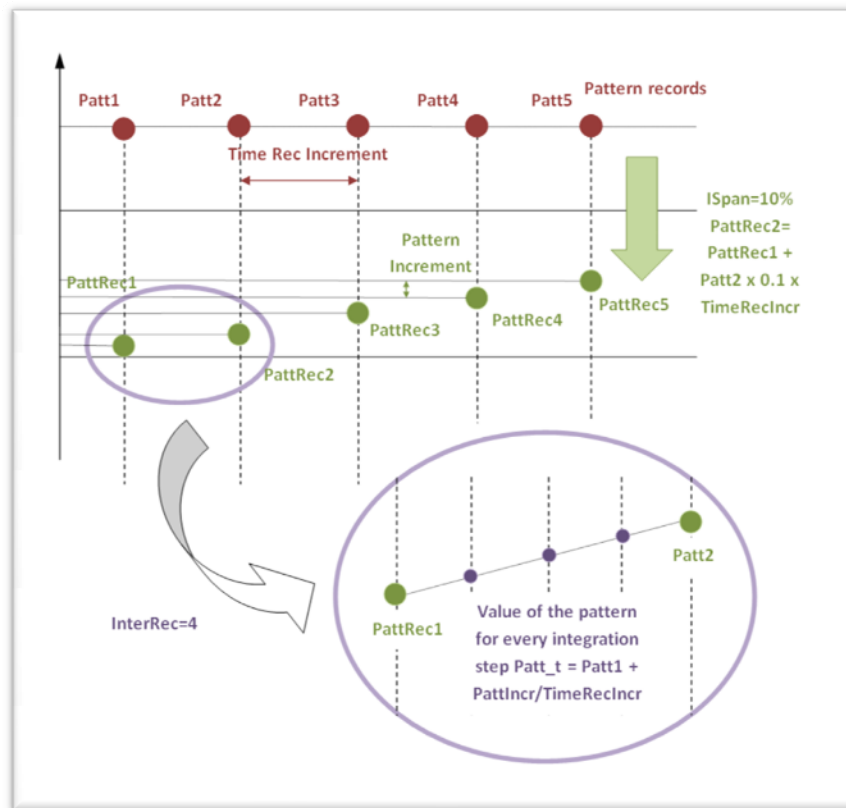 Patt1
Patt2
Patt3
Patt4
Patt5
Pattern records
Time Rec Increment
ISpan=10%
PattRec2=
PattRec1 +
Patt2 x 0.1 x
TimeRecIncr
Pattern
Increment
PattRec1
PattRec2
PattRec3
PattRec4
PattRec5
InterRec=4
PattRec1
Patt2
Value of the pattern
for every integration
step Patt_t = Patt1 +
PattIncr/TimeRecIncr